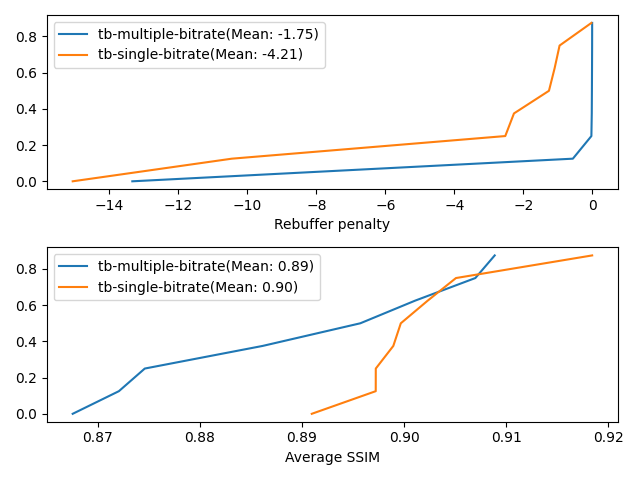 tb-multiple-bitrate(Mean: -1.75)
tb-single-bitrate(Mean: -4.21)
0.8
0.6
0.4
0.2
0.0
−14 −12 −10 −8 −6 −4 −2 0
Rebuffer penalty
tb-multiple-bitrate(Mean: 0.89)
tb-single-bitrate(Mean: 0.90)
0.8
0.6
0.4
0.2
0.0
0.87 0.88 0.89 0.90 0.91 0.92
Average SSIM